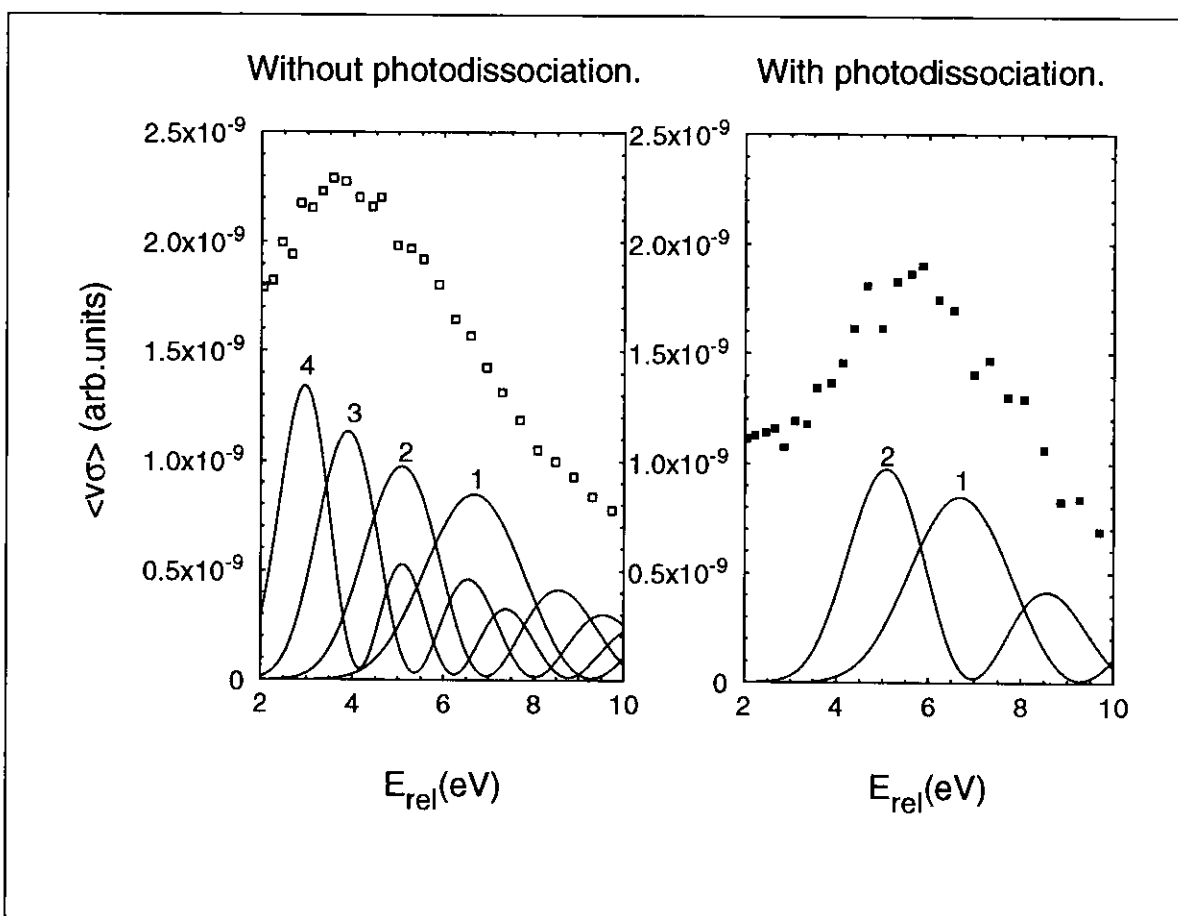 Without photodissociation.
With photodissociation.
<vσ> (arb.units)
2.5x10-9
2.0x10-9
1.5x10-9
1.0x10-9
0.5x10-9
0
4
3
2
1
2 4 6 8 10
E_rel(eV)
2.5x10-9
2.0x10-9
1.5x10-9
1.0x10-9
0.5x10-9
0
2
1
2 4 6 8 10
E_rel(eV)